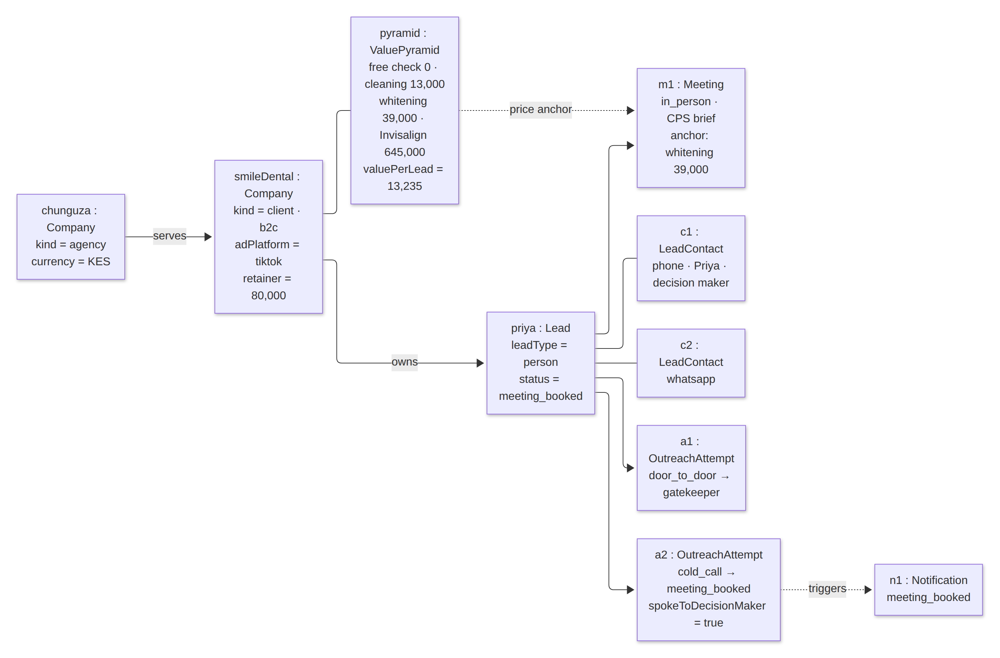 chunguza :
Company
kind = agency
currency = KES
serves
smileDental :
Company
kind = client ·
b2c
adPlatform =
tiktok
retainer =
80,000
pyramid :
ValuePyramid
free check 0 ·
cleaning 13,000
whitening
39,000 ·
Invisalign
645,000
valuePerLead =
13,235
price anchor
owns
priya : Lead
leadType =
person
status =
meeting_booked
m1 : Meeting
in_person ·
CPS brief
anchor:
whitening
39,000
c1 :
LeadContact
phone · Priya ·
decision maker
c2 :
LeadContact
whatsapp
a1 :
OutreachAttempt
door_to_door →
gatekeeper
a2 : OutreachAttempt
cold_call →
meeting_booked
spokeToDecisionMaker
= true
triggers
n1 : Notification
meeting_booked